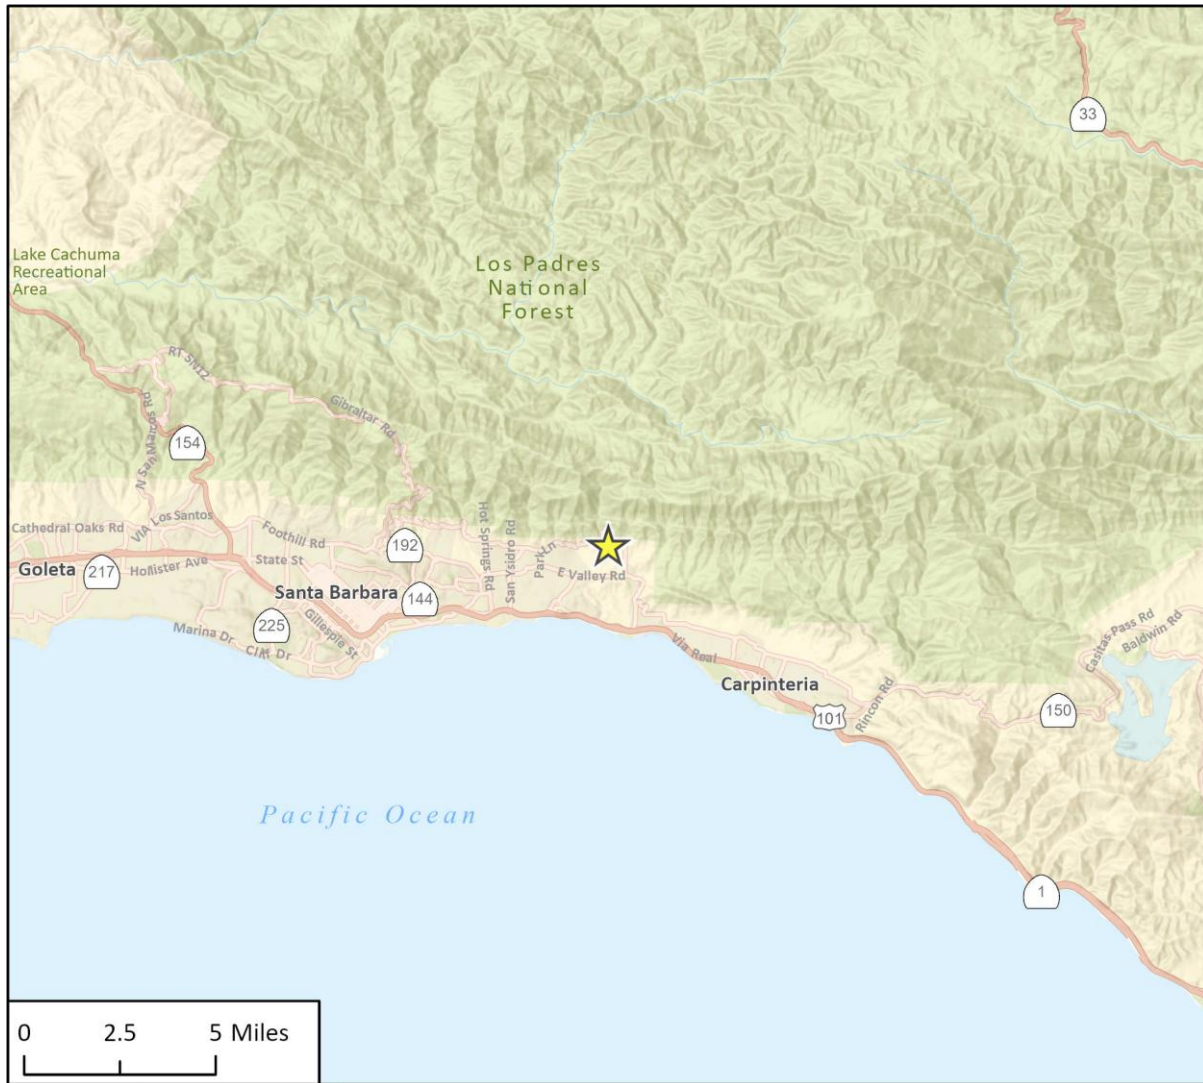 33
Lake Cachuma
Recreational
Area
Los Padres
National
Forest
RT 5N12
Gibraltar Rd
N San Marcos Rd
154
Hot Springs Rd
San Ysidro Rd
Cathedral Oaks Rd
VIA Los Santos
Foothill Rd
192
Park Ln
State St
E Valley Rd
Goleta
217
Hollister Ave
Santa Barbara
144
225
Gillespie St
Marina Dr
Cliff Dr
Via Real
Casitas Pass Rd
Baldwin Rd
Carpinteria
Rincon Rd
101
150
Pacific Ocean
1
0 2.5 5 Miles